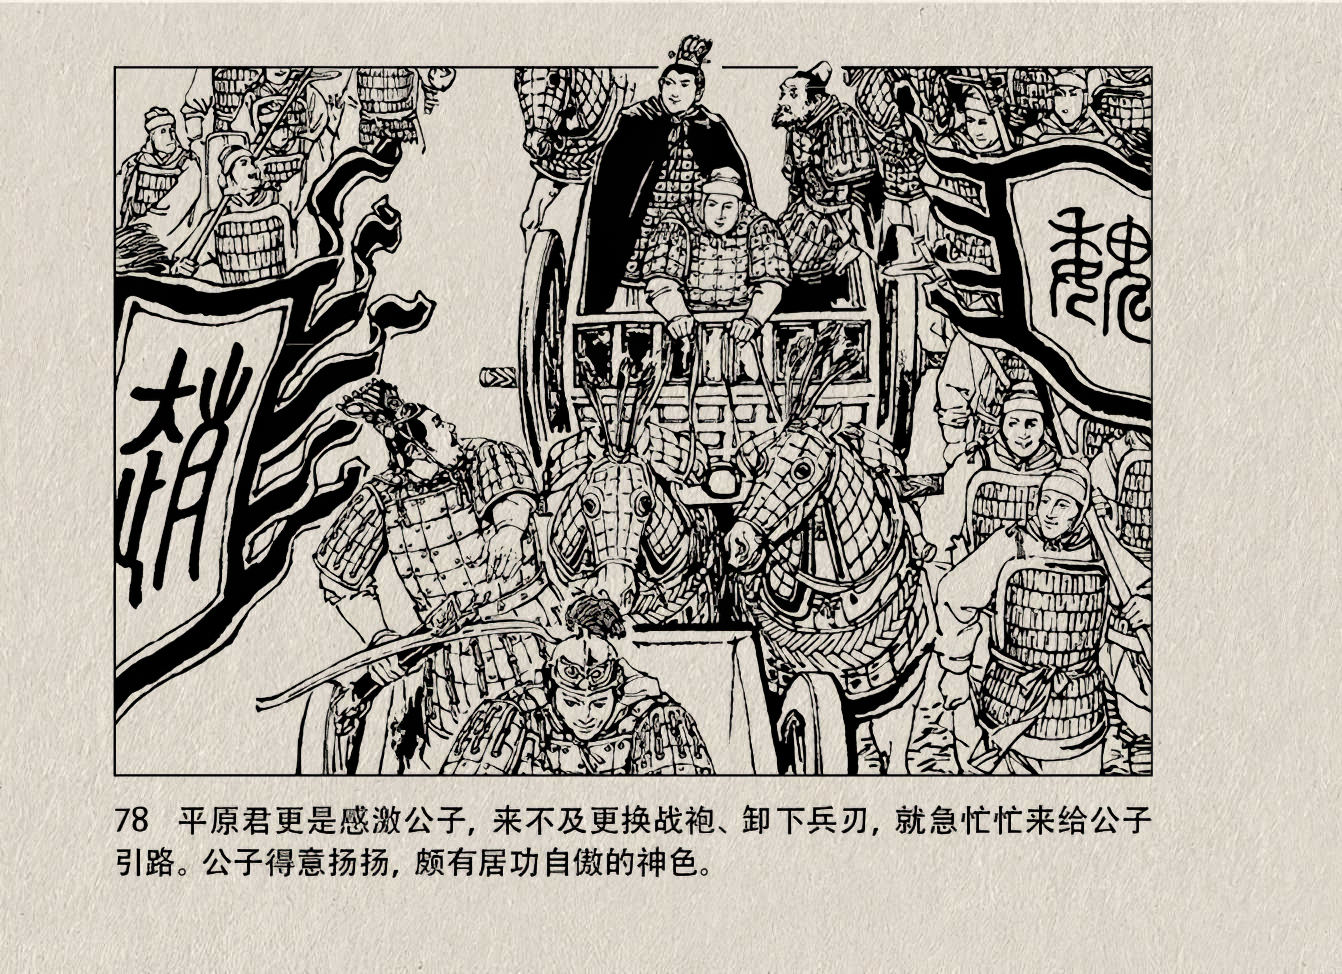 趙
魏
78 平原君更是感激公子，来不及更换战袍、卸下兵刃，就急忙忙来给公子
引路。公子得意扬扬，颇有居功自傲的神色。